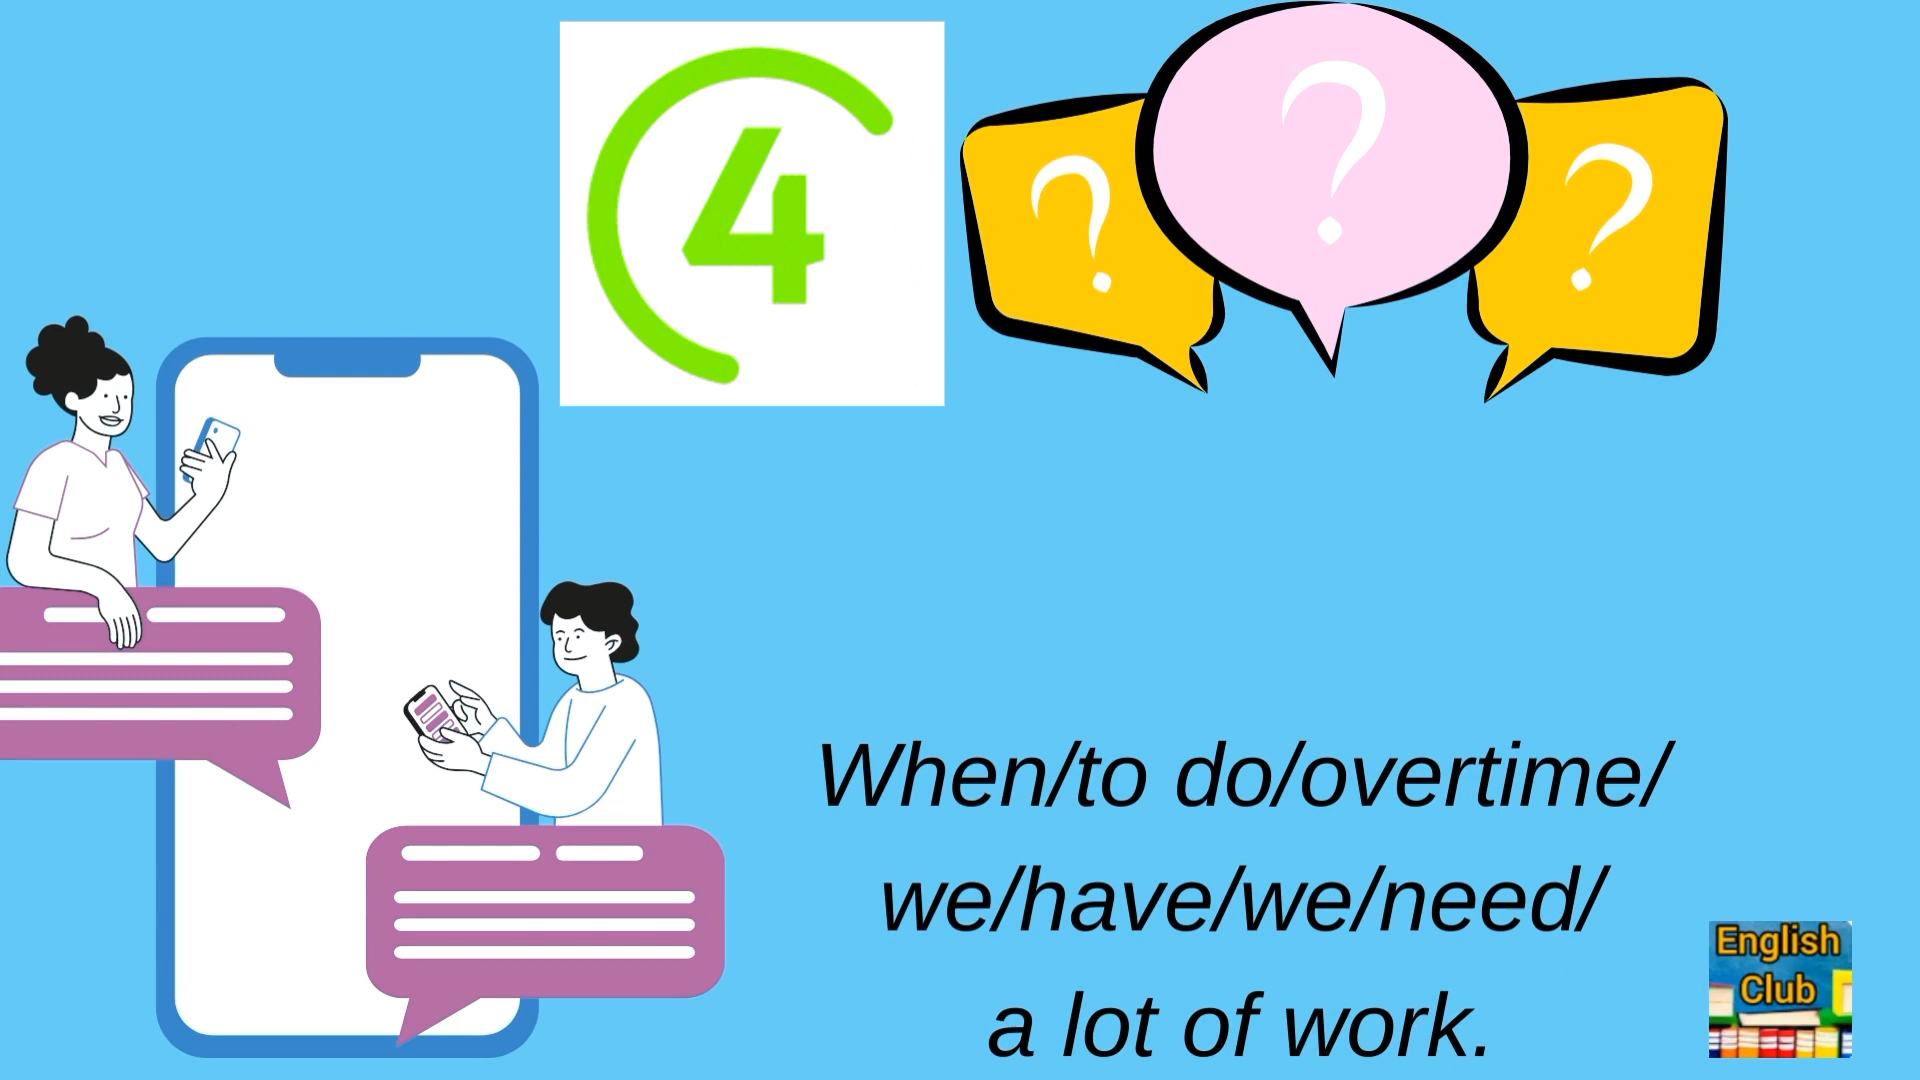 4
? ? ?
When/to do/overtime/
we/have/we/need/
a lot of work.
English
Club